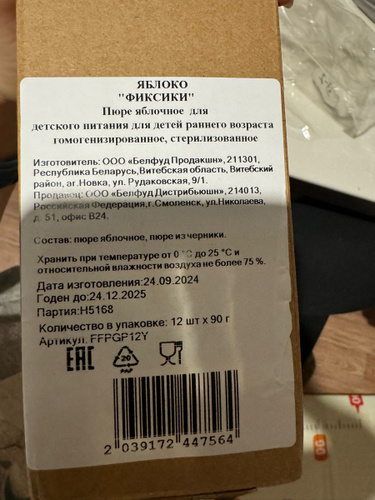 ЯБЛОКО
"ФИКСИКИ"
Пюре яблочное для
детского питания для детей раннего возраста
гомогенизированное, стерилизованное
Изготовитель: ООО «Белфуд Продакшн»,211301,
Республика Беларусь,Витебская область, Витебский
район, аг.Новка, ул. Рудаковская, 9/1.
Продавец: ООО «Белфуд Дистрибьюшн», 214013,
Российская Федерация,г.Смоленск, ул.Николаева,
д. 51, офис В24.
Состав: пюре яблочное, пюре из черники.
Хранить при температуре от 0 °C до 25 °C и
относительной влажности воздуха не более 75 %.
Дата изготовления:24.09.2024
Годен до:24.12.2025
Партия:H5168
Количество в упаковке: 12 шт х 90 г
Артикул: FFPGP12Y
EAC
20
PAP
2 039172 447564